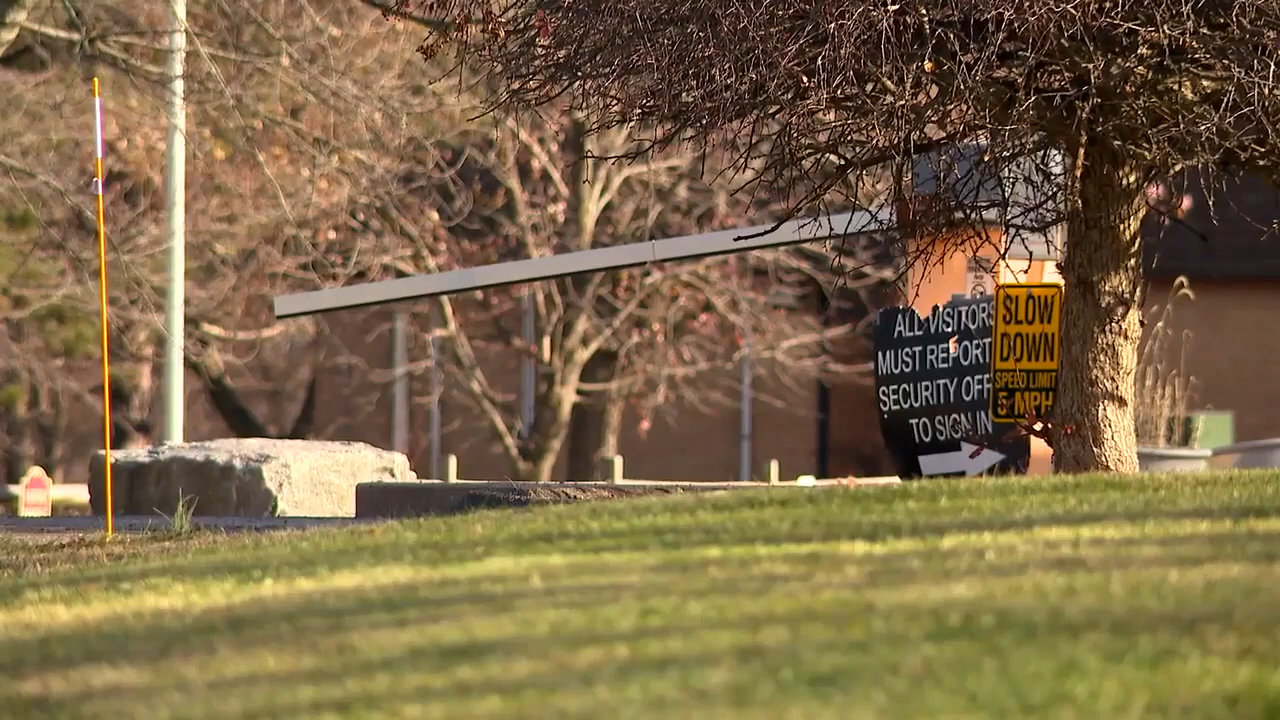 ALL VISITORS
MUST REPORT
SECURITY OFF
TO SIGN IN
SLOW
DOWN
SPEED LIMIT
5 MPH